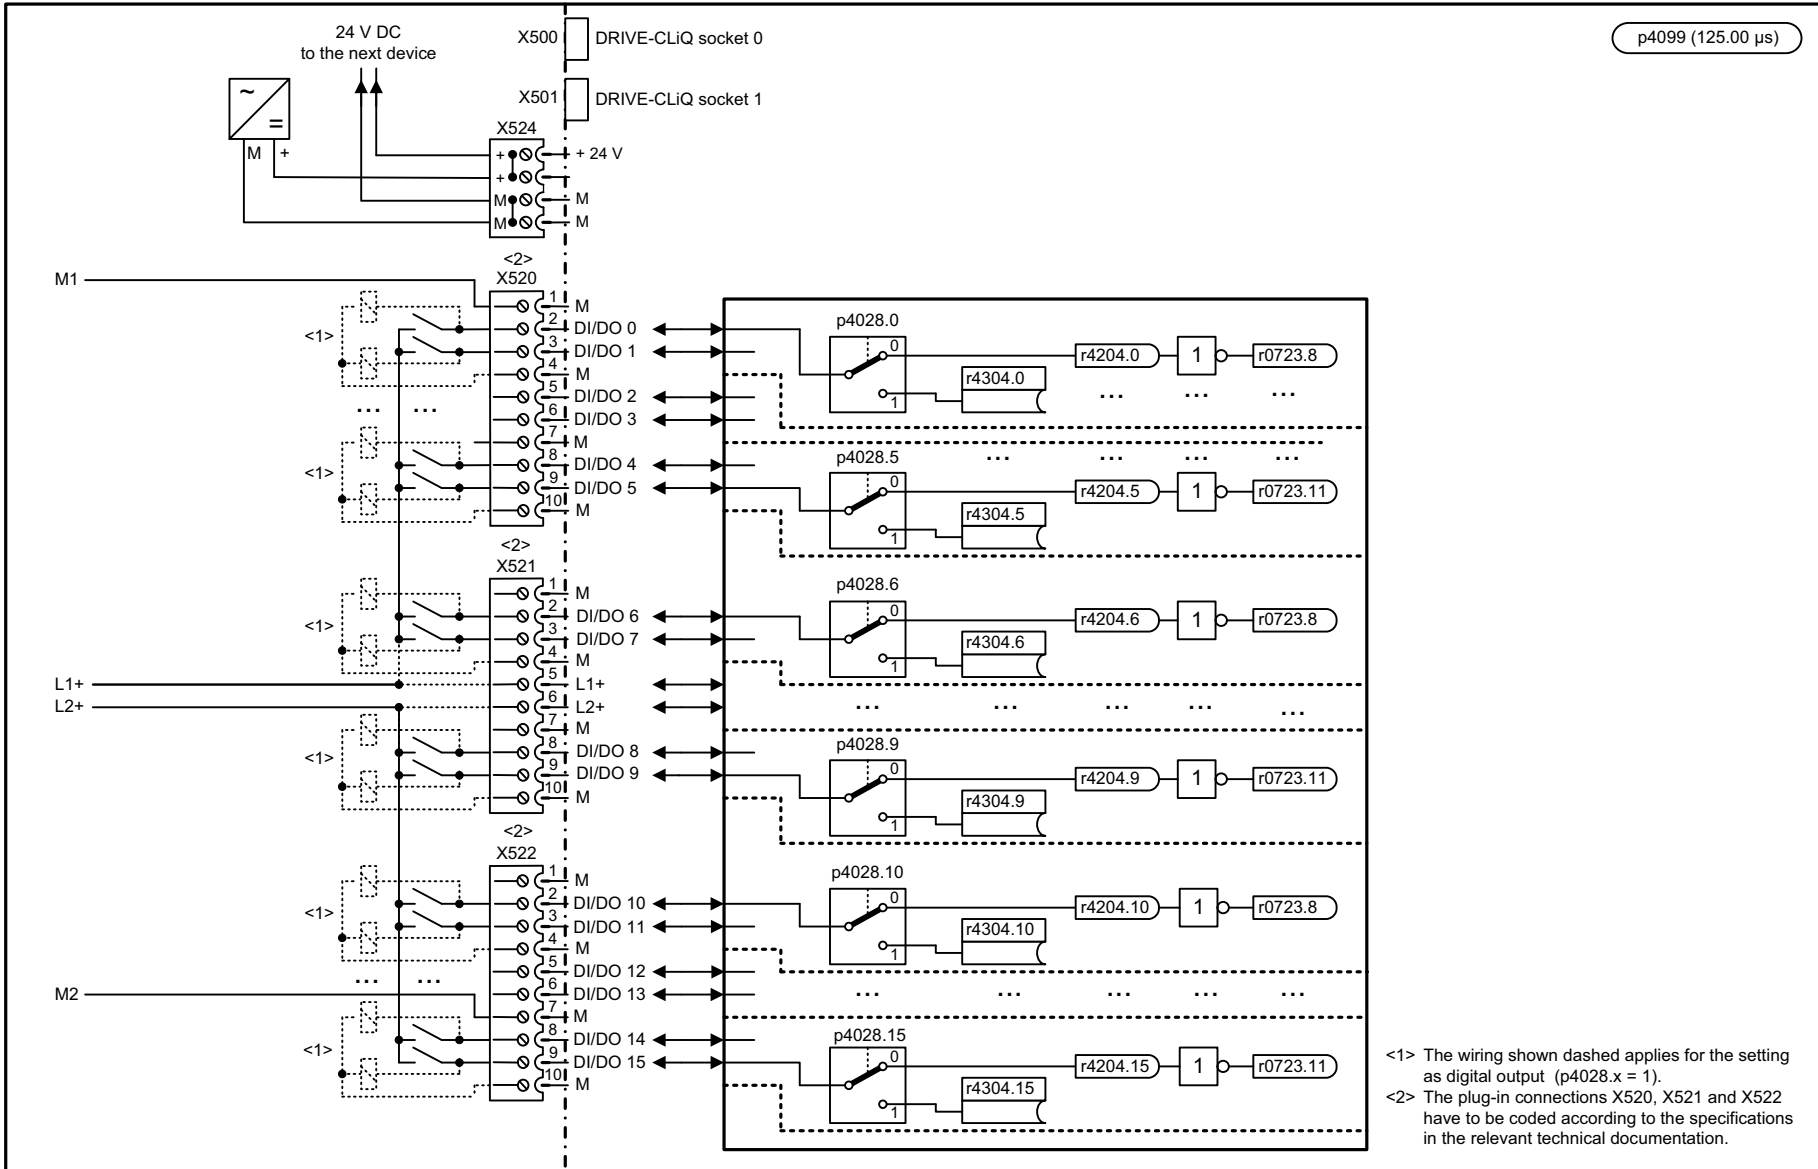 24 V DC
to the next device
X500
DRIVE-CLiQ socket 0
p4099 (125.00 µs)
X501
DRIVE-CLiQ socket 1
~
=
M +
X524
+ + 24 V
+
M M
M M
<2>
X520
M1
<1>
1 M
2 DI/DO 0
3 DI/DO 1
4 M
5 DI/DO 2
6 DI/DO 3
7 M
8 DI/DO 4
9 DI/DO 5
10 M
... ...
<1>
p4028.0
0
1
r4304.0
r4204.0
1
r0723.8
... ... ...
... ... ...
p4028.5
0
1
r4304.5
r4204.5
1
r0723.11
...
<2>
X521
<1>
1 M
2 DI/DO 6
3 DI/DO 7
4 M
5 L1+
6 L2+
7 M
8 DI/DO 8
9 DI/DO 9
10 M
L1+
L2+
<1>
p4028.6
0
1
r4304.6
r4204.6
1
r0723.8
... ... ... ... ...
p4028.9
0
1
r4304.9
r4204.9
1
r0723.11
<2>
X522
<1>
1 M
2 DI/DO 10
3 DI/DO 11
4 M
5 DI/DO 12
6 DI/DO 13
7 M
8 DI/DO 14
9 DI/DO 15
10 M
... ...
M2
<1>
p4028.10
0
1
r4304.10
r4204.10
1
r0723.8
... ... ... ... ...
p4028.15
0
1
r4304.15
r4204.15
1
r0723.11
<1> The wiring shown dashed applies for the setting
as digital output (p4028.x = 1).
<2> The plug-in connections X520, X521 and X522
have to be coded according to the specifications
in the relevant technical documentation.